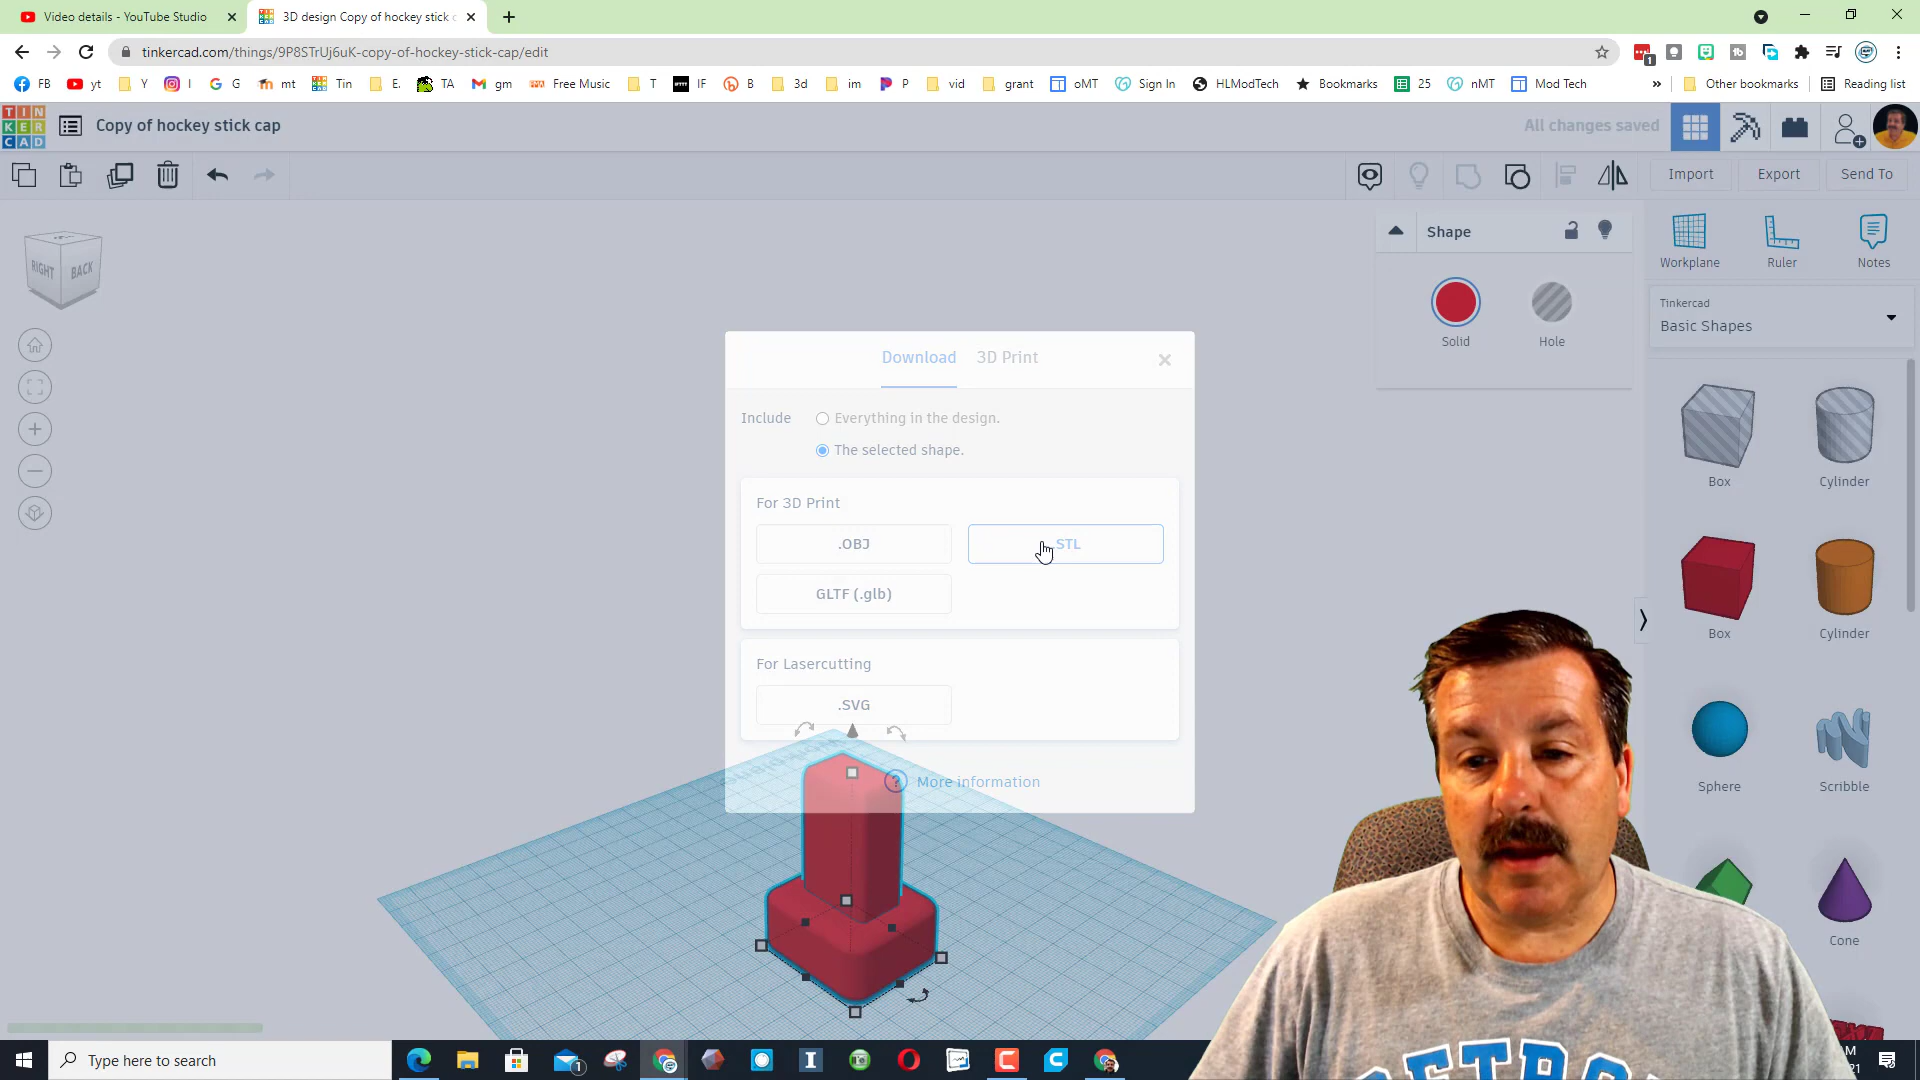 Video details - YouTube Studio
3D design Copy of hockey stick c
tinkercad.com/things/9P8STrUj6uK-copy-of-hockey-stick-cap/edit
1
FB yt Y I G mt Tin E. TA gm Free Music T IF B 3d im P vid grant oMT Sign In HLModTech Bookmarks 25 nMT Mod Tech » Other bookmarks Reading list
TIN
KER
CAD
Copy of hockey stick cap
All changes saved
Import Export Send To
RIGHT BACK
Shape
Workplane Ruler Notes
Solid Hole
Tinkercad
Basic Shapes
Download 3D Print
Include Everything in the design.
The selected shape.
For 3D Print
.OBJ .STL
GLTF (.glb)
For Lasercutting
.SVG
? More information
Box Cylinder
Box Cylinder
Sphere Scribble
Cone
Type here to search
1
M
21
DETRO